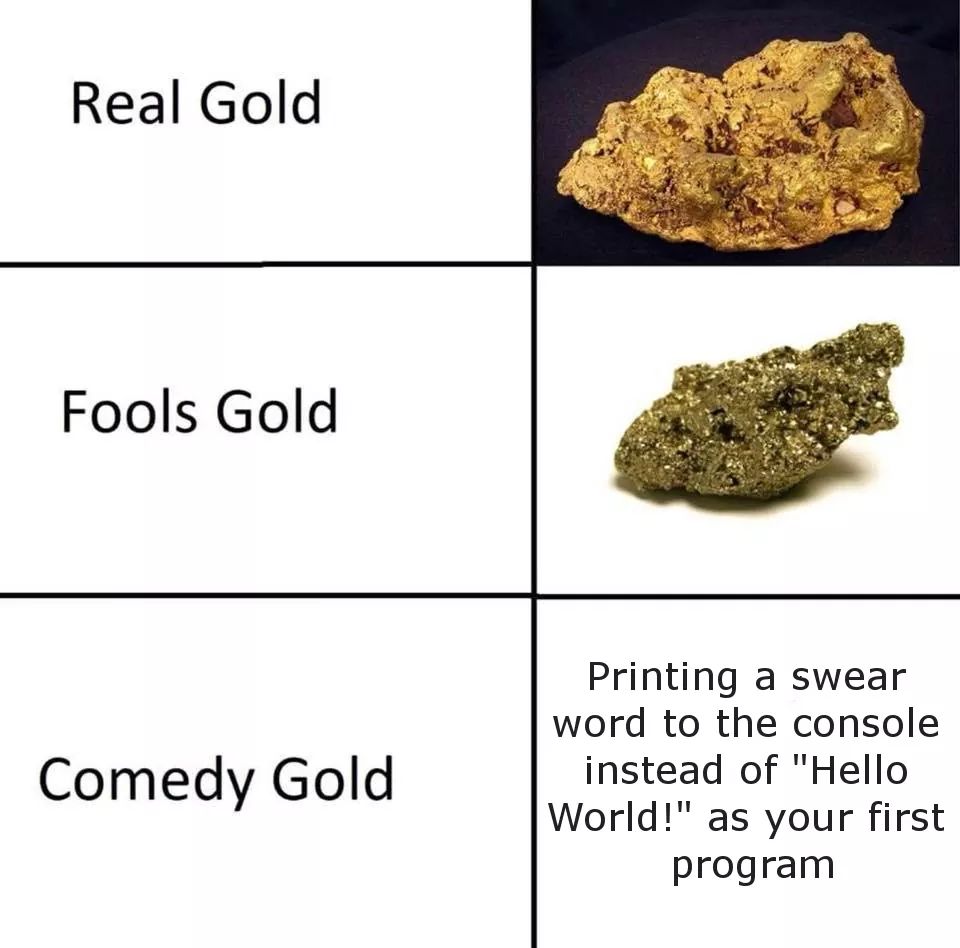 Real Gold
Fools Gold
Comedy Gold
Printing a swear
word to the console
instead of "Hello
World!" as your first
program